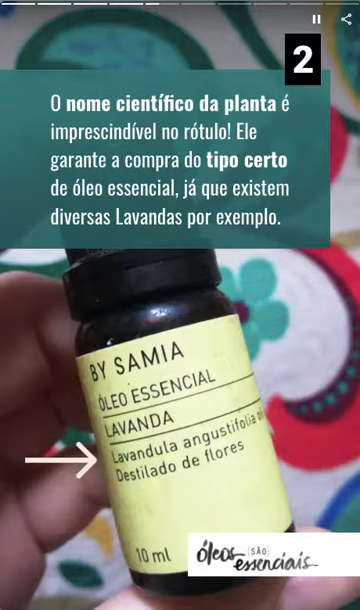 2
O nome científico da planta é
imprescindível no rótulo! Ele
garante a compra do tipo certo
de óleo essencial, já que existem
diversas Lavandas por exemplo.
BY SAMIA
ÓLEO ESSENCIAL
LAVANDA
Lavandula angustifolia
Destilado de flores
10 ml
óleos (SÃO)
essenciais